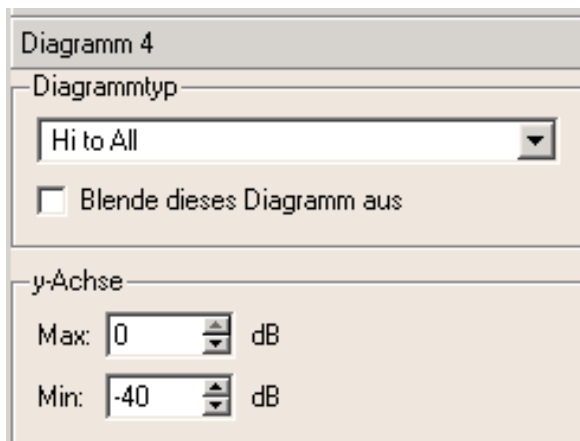 Diagramm 4
Diagrammtyp
Hi to All
Blende dieses Diagramm aus
y-Achse
Max: 0 dB
Min: -40 dB